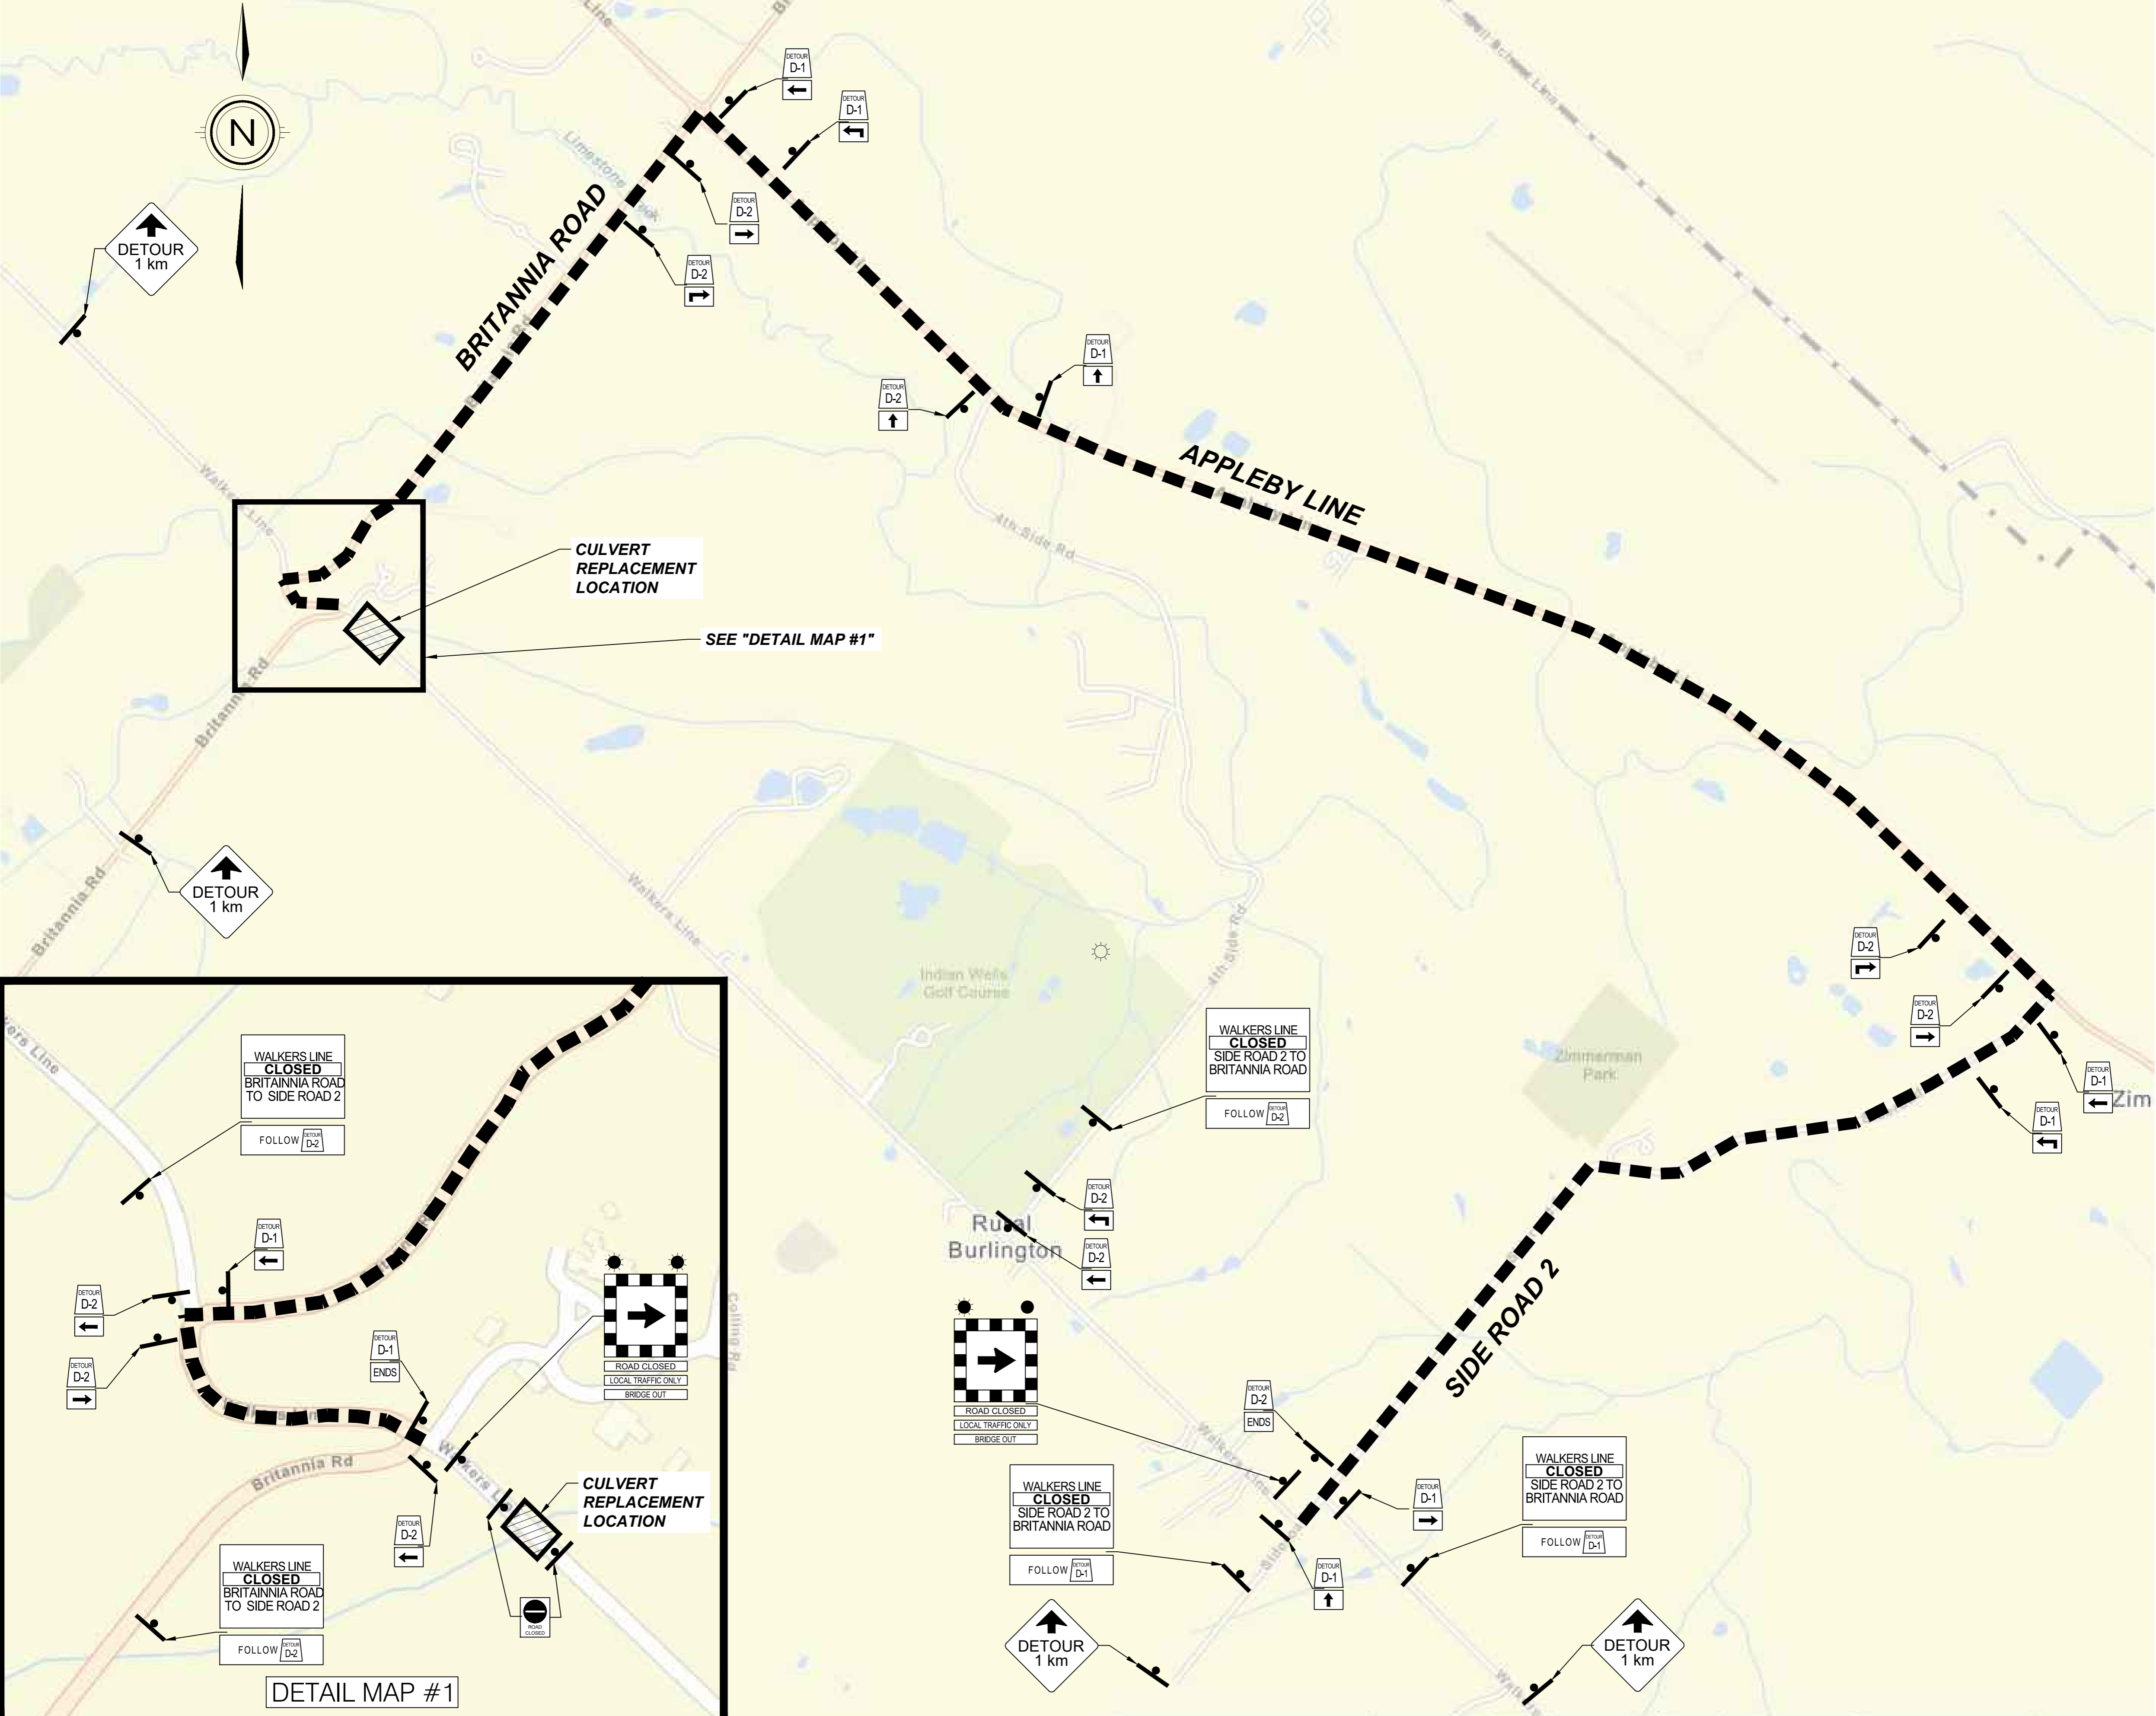 N
Line
DETOUR
D-1
DETOUR
D-1
Limestone
DETOUR
D-2
DETOUR
D-2
BRITANNIA ROAD
DETOUR
1 km
DETOUR
D-1
DETOUR
D-2
APPLEBY LINE
Walkers Line
4th Side Rd
CULVERT
REPLACEMENT
LOCATION
SEE "DETAIL MAP #1"
Britannia Rd
Britannia Rd
DETOUR
1 km
Walkers Line
4th Side Rd
Indian Wells
Golf Course
DETOUR
D-2
DETOUR
D-2
DETOUR
D-1
DETOUR
D-1
Zim
Zimmerman
Park
WALKERS LINE
CLOSED
SIDE ROAD 2 TO
BRITANNIA ROAD
FOLLOW DETOUR D-2
DETOUR
D-2
DETOUR
D-2
Rural
Burlington
ROAD CLOSED
LOCAL TRAFFIC ONLY
BRIDGE OUT
SIDE ROAD 2
Walkers Line
DETOUR
D-2
ENDS
WALKERS LINE
CLOSED
SIDE ROAD 2 TO
BRITANNIA ROAD
FOLLOW DETOUR D-1
DETOUR
D-1
WALKERS LINE
CLOSED
SIDE ROAD 2 TO
BRITANNIA ROAD
FOLLOW DETOUR D-1
DETOUR
D-1
DETOUR
1 km
DETOUR
1 km
kers Line
WALKERS LINE
CLOSED
BRITAINNIA ROAD
TO SIDE ROAD 2
FOLLOW DETOUR D-2
DETOUR
D-1
DETOUR
D-2
DETOUR
D-2
DETOUR
D-1
ENDS
ROAD CLOSED
LOCAL TRAFFIC ONLY
BRIDGE OUT
Colling Rd
Britannia Rd
DETOUR
D-2
CULVERT
REPLACEMENT
LOCATION
ROAD
CLOSED
WALKERS LINE
CLOSED
BRITAINNIA ROAD
TO SIDE ROAD 2
FOLLOW DETOUR D-2
DETAIL MAP #1